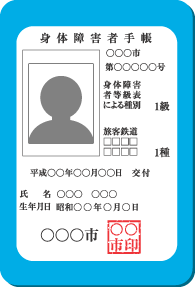 身体障害者手帳
○○○市
第○○○○○号
身体障害
者等級表
による種別 1級
旅客鉄道
□□□□
□□□□ 1種
平成○○年○月○○日 交付
氏 名 ○○○ ○○○
生年月日 昭和○○年○月○日
○○○市
○○
市印